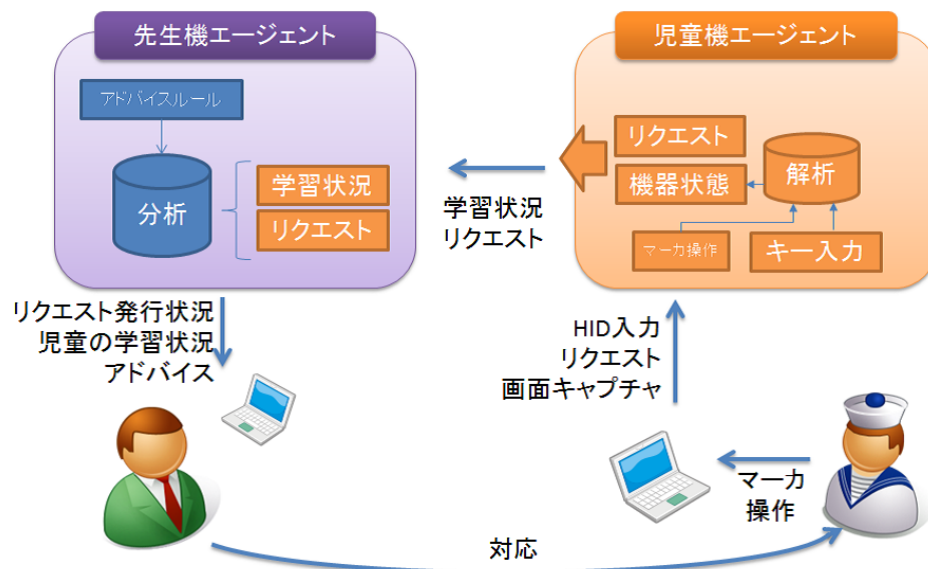 先生機エージェント
アドバイスルール
分析
学習状況
リクエスト
児童機エージェント
リクエスト
機器状態
解析
マーカ操作
キー入力
学習状況
リクエスト
リクエスト発行状況
児童の学習状況
アドバイス
HID入力
リクエスト
画面キャプチャ
マーカ
操作
対応